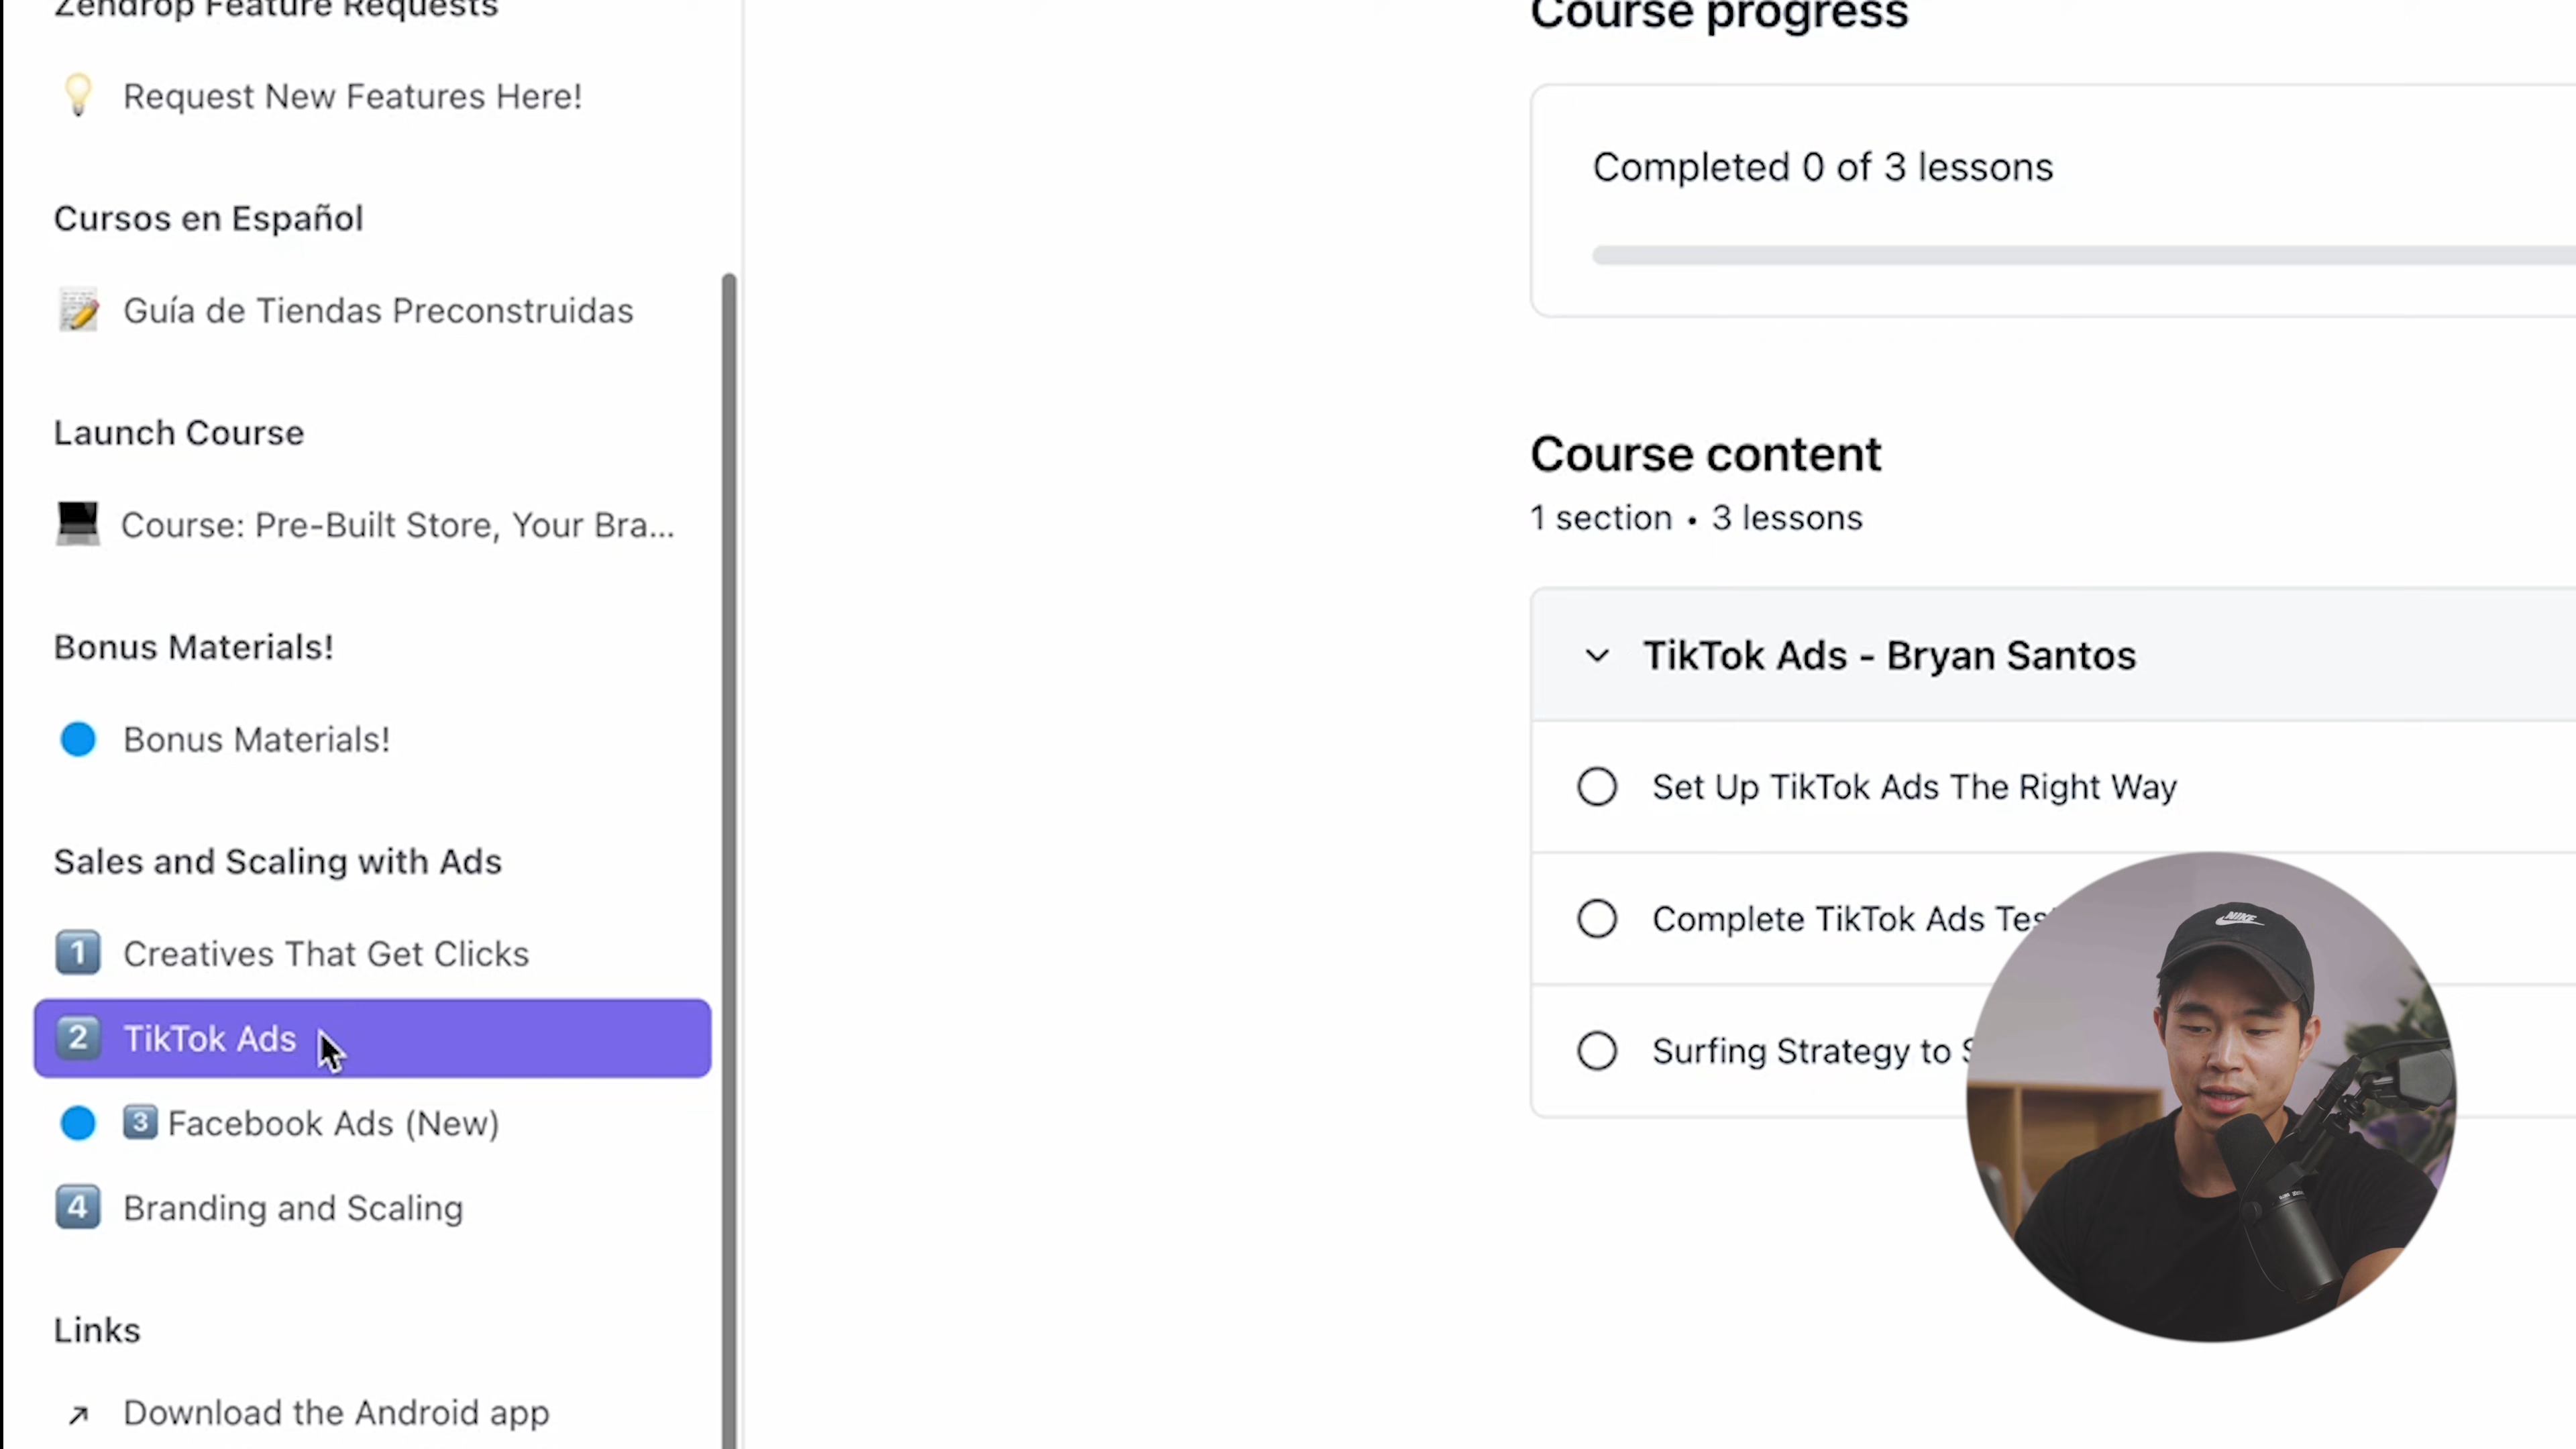 Zendrop Feature Requests
Request New Features Here!
Cursos en Español
Guía de Tiendas Preconstruidas
Launch Course
Course: Pre-Built Store, Your Bra...
Bonus Materials!
Bonus Materials!
Sales and Scaling with Ads
1 Creatives That Get Clicks
2 TikTok Ads
3 Facebook Ads (New)
4 Branding and Scaling
Links
Download the Android app
Course progress
Completed 0 of 3 lessons
Course content
1 section • 3 lessons
TikTok Ads - Bryan Santos
Set Up TikTok Ads The Right Way
Complete TikTok Ads
Surfing Strategy to
NIKE